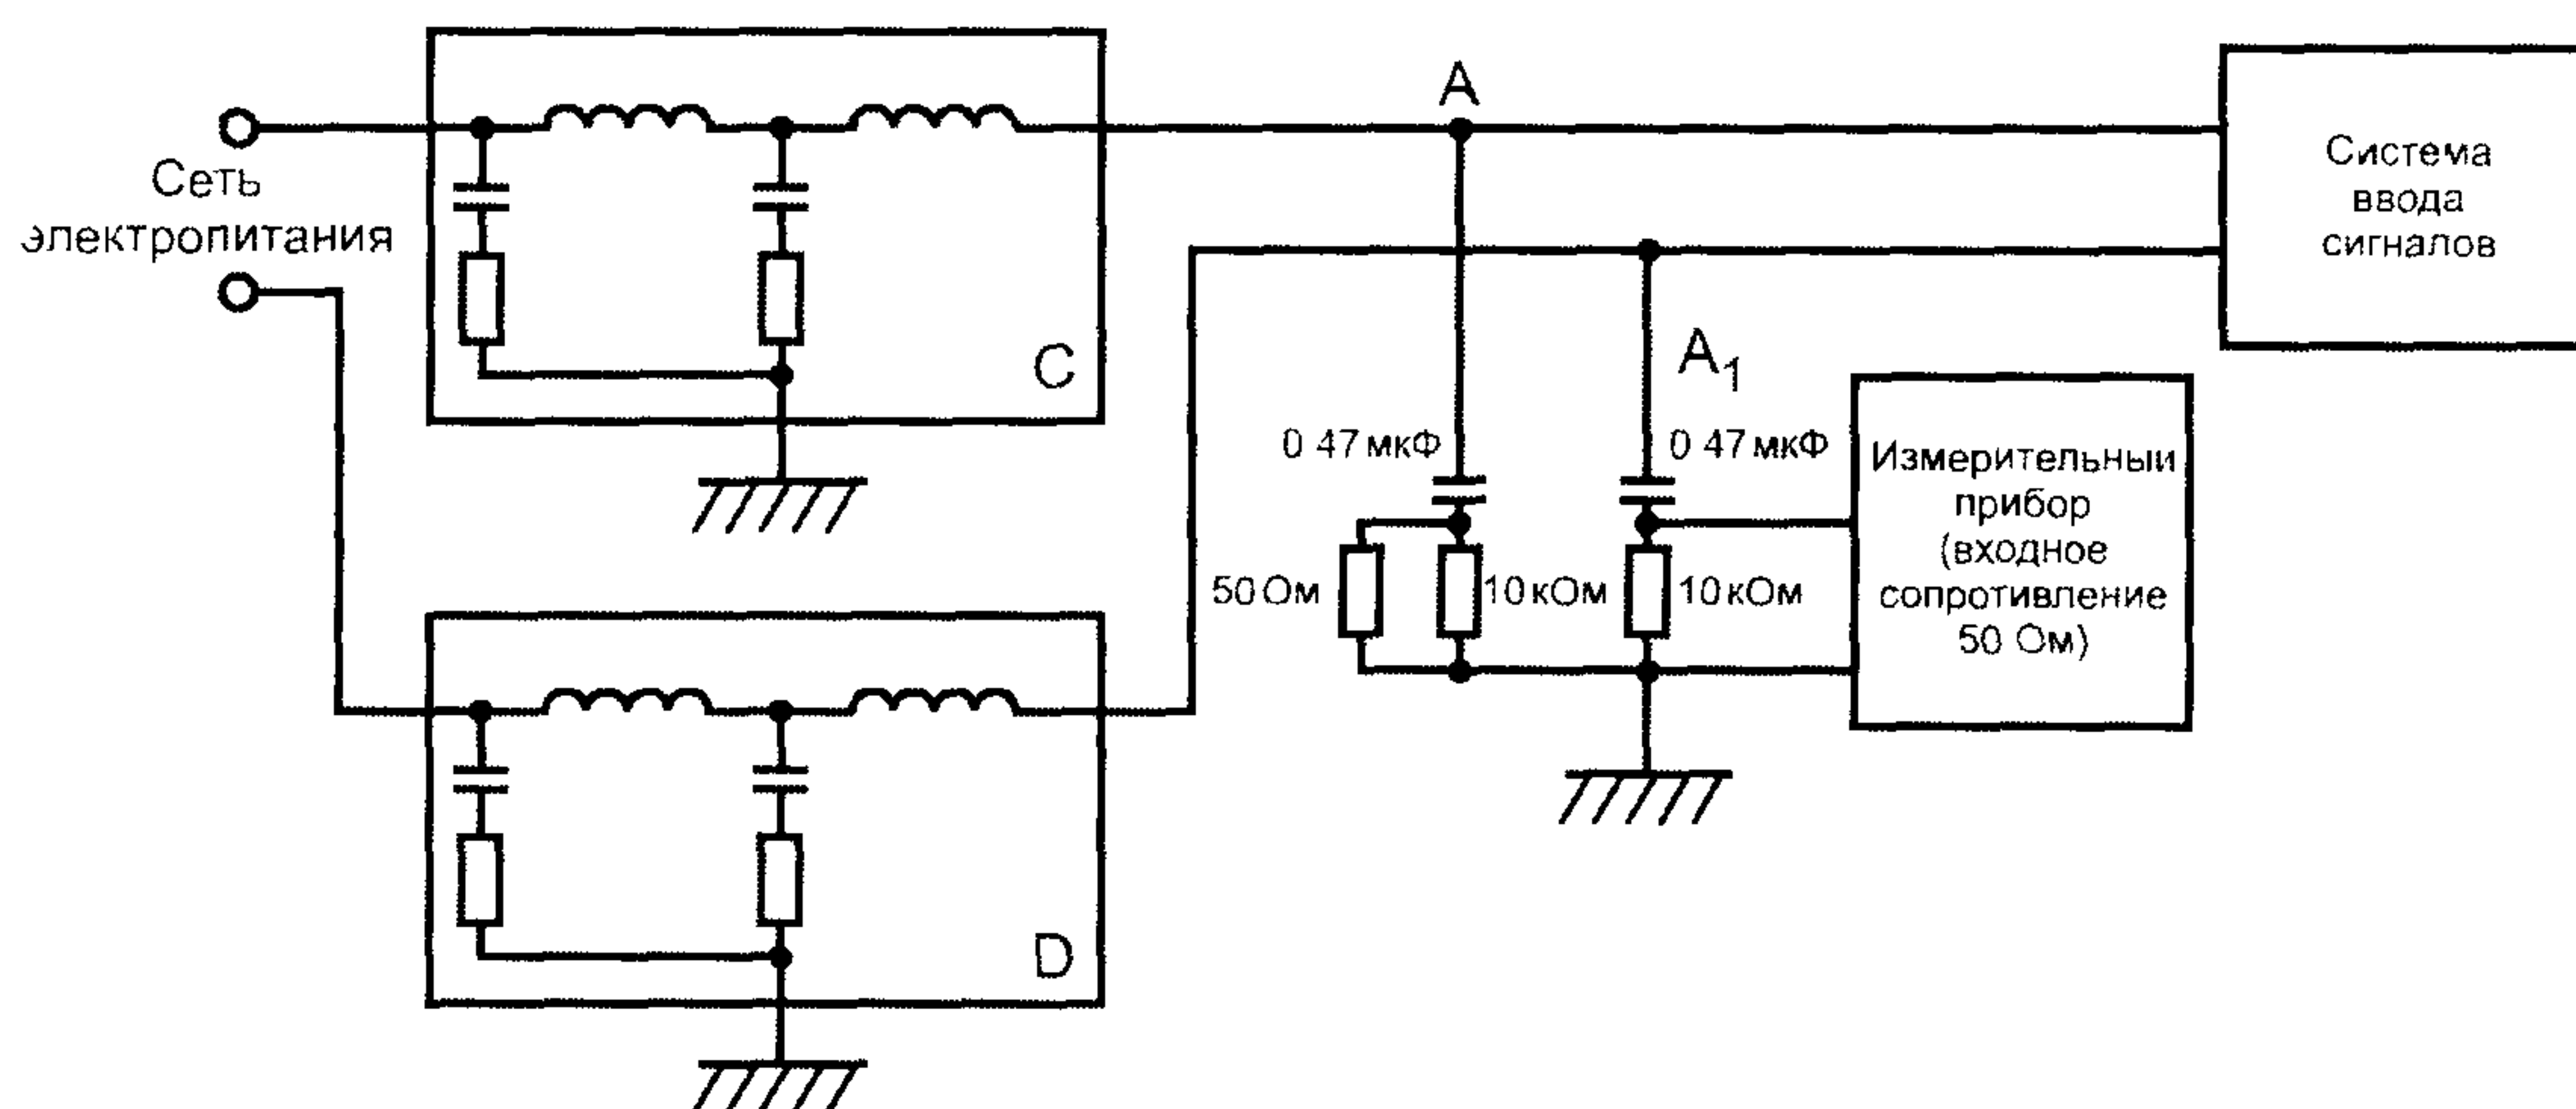 Сеть
электропитания
C
D
A
A1
0 47 мкФ
0 47 мкФ
50 Ом
10 кОм
10 кОм
Система
ввода
сигналов
Измерительныи
прибор
(входное
сопротивление
50 Ом)